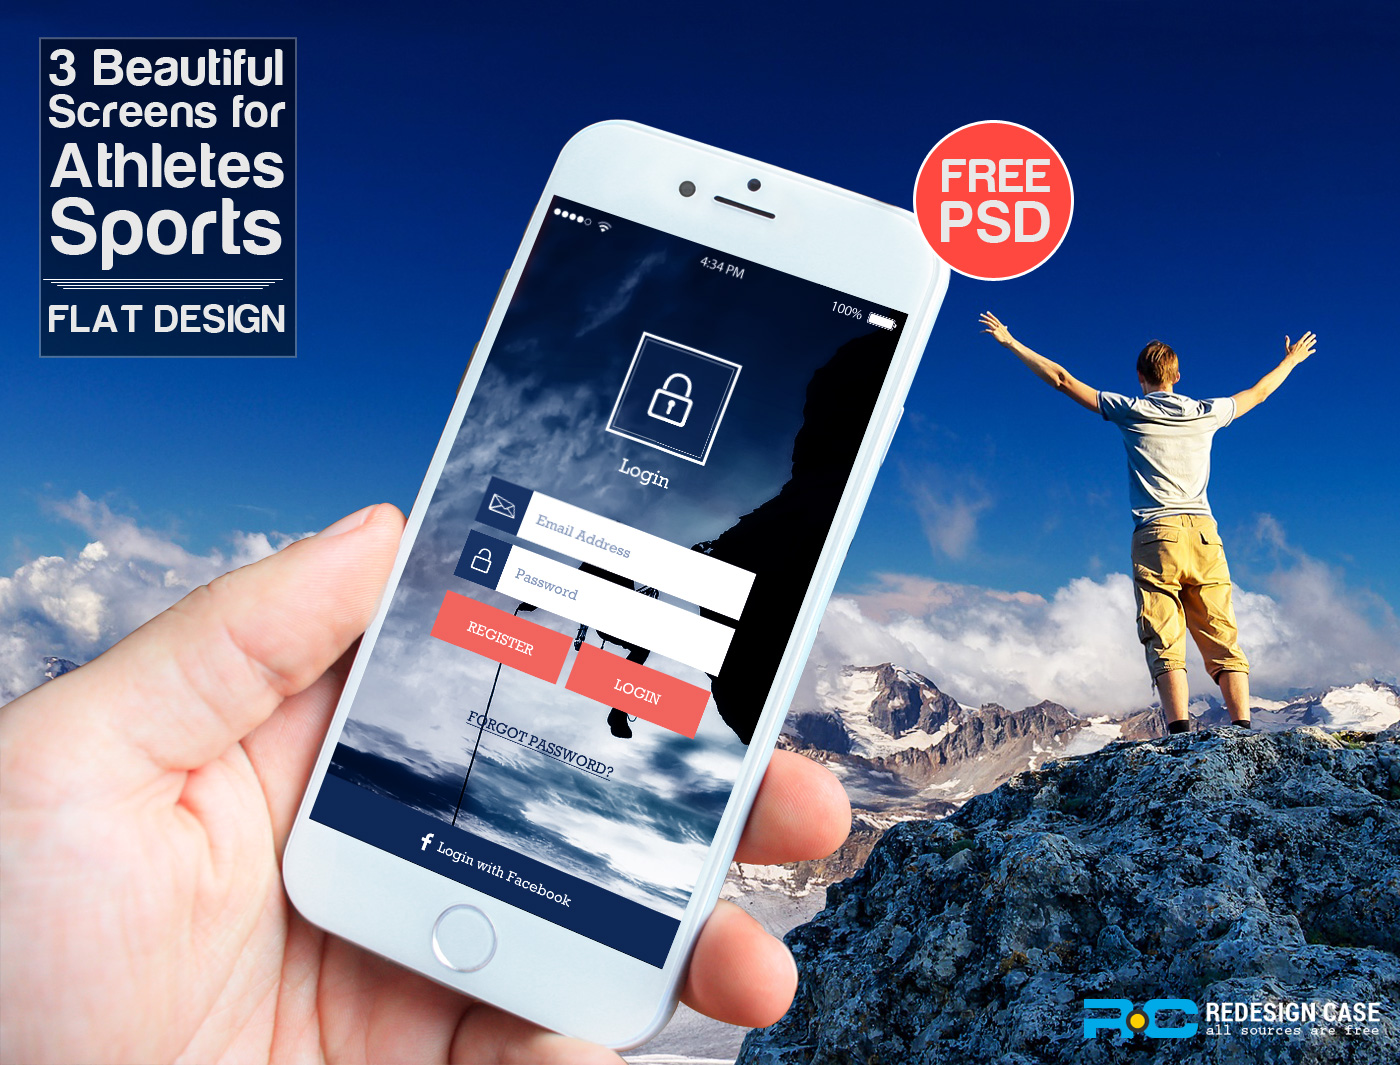 3 Beautiful
Screens for
Athletes
Sports
FLAT DESIGN
FREE
PSD
4:34 PM
100%
Login
Email Address
Password
REGISTER
LOGIN
FORGOT PASSWORD?
f Login with Facebook
RC REDESIGN CASE
all sources are free